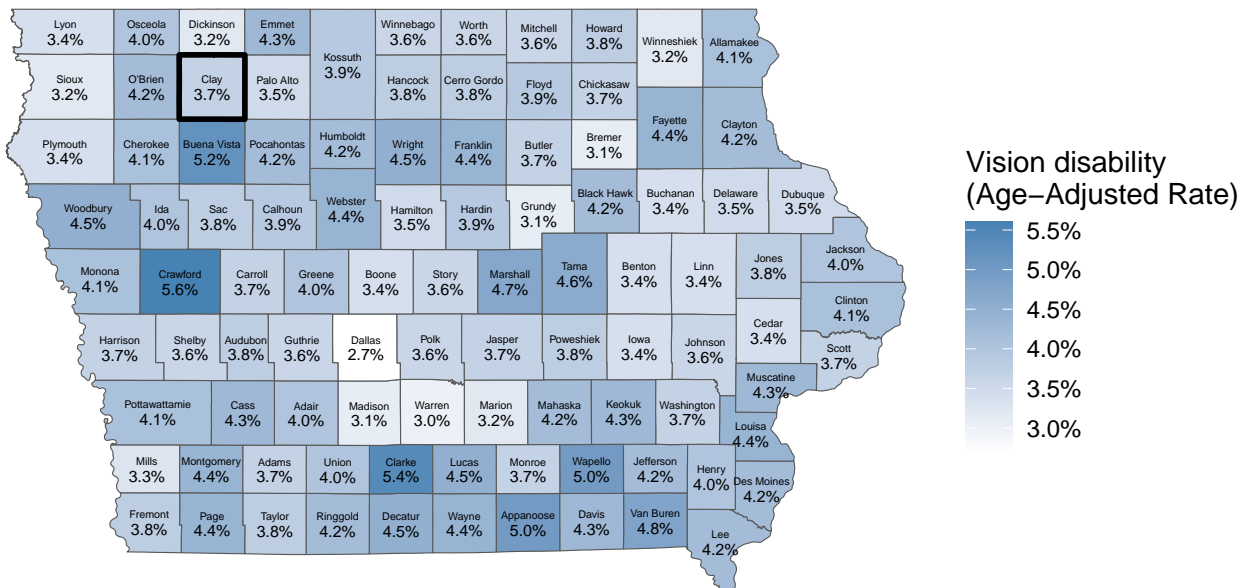 Lyon
3.4%
Osceola
4.0%
Dickinson
3.2%
Emmet
4.3%
Kossuth
3.9%
Winnebago
3.6%
Worth
3.6%
Mitchell
3.6%
Howard
3.8%
Winneshiek
3.2%
Allamakee
4.1%
Sioux
3.2%
O'Brien
4.2%
Clay
3.7%
Palo Alto
3.5%
Hancock
3.8%
Cerro Gordo
3.8%
Floyd
3.9%
Chickasaw
3.7%
Fayette
4.4%
Clayton
4.2%
Plymouth
3.4%
Cherokee
4.1%
Buena Vista
5.2%
Pocahontas
4.2%
Humboldt
4.2%
Wright
4.5%
Franklin
4.4%
Butler
3.7%
Bremer
3.1%
Woodbury
4.5%
Ida
4.0%
Sac
3.8%
Calhoun
3.9%
Webster
4.4%
Hamilton
3.5%
Hardin
3.9%
Grundy
3.1%
Black Hawk
4.2%
Buchanan
3.4%
Delaware
3.5%
Dubuque
3.5%
Monona
4.1%
Crawford
5.6%
Carroll
3.7%
Greene
4.0%
Boone
3.4%
Story
3.6%
Marshall
4.7%
Tama
4.6%
Benton
3.4%
Linn
3.4%
Jones
3.8%
Jackson
4.0%
Clinton
4.1%
Harrison
3.7%
Shelby
3.6%
Audubon
3.8%
Guthrie
3.6%
Dallas
2.7%
Polk
3.6%
Jasper
3.7%
Poweshiek
3.8%
Iowa
3.4%
Johnson
3.6%
Cedar
3.4%
Scott
3.7%
Muscatine
4.3%
Pottawattamie
4.1%
Cass
4.3%
Adair
4.0%
Madison
3.1%
Warren
3.0%
Marion
3.2%
Mahaska
4.2%
Keokuk
4.3%
Washington
3.7%
Louisa
4.4%
Mills
3.3%
Montgomery
4.4%
Adams
3.7%
Union
4.0%
Clarke
5.4%
Lucas
4.5%
Monroe
3.7%
Wapello
5.0%
Jefferson
4.2%
Henry
4.0%
Des Moines
4.2%
Fremont
3.8%
Page
4.4%
Taylor
3.8%
Ringgold
4.2%
Decatur
4.5%
Wayne
4.4%
Appanoose
5.0%
Davis
4.3%
Van Buren
4.8%
Lee
4.2%
Vision disability
(Age−Adjusted Rate)
5.5%
5.0%
4.5%
4.0%
3.5%
3.0%